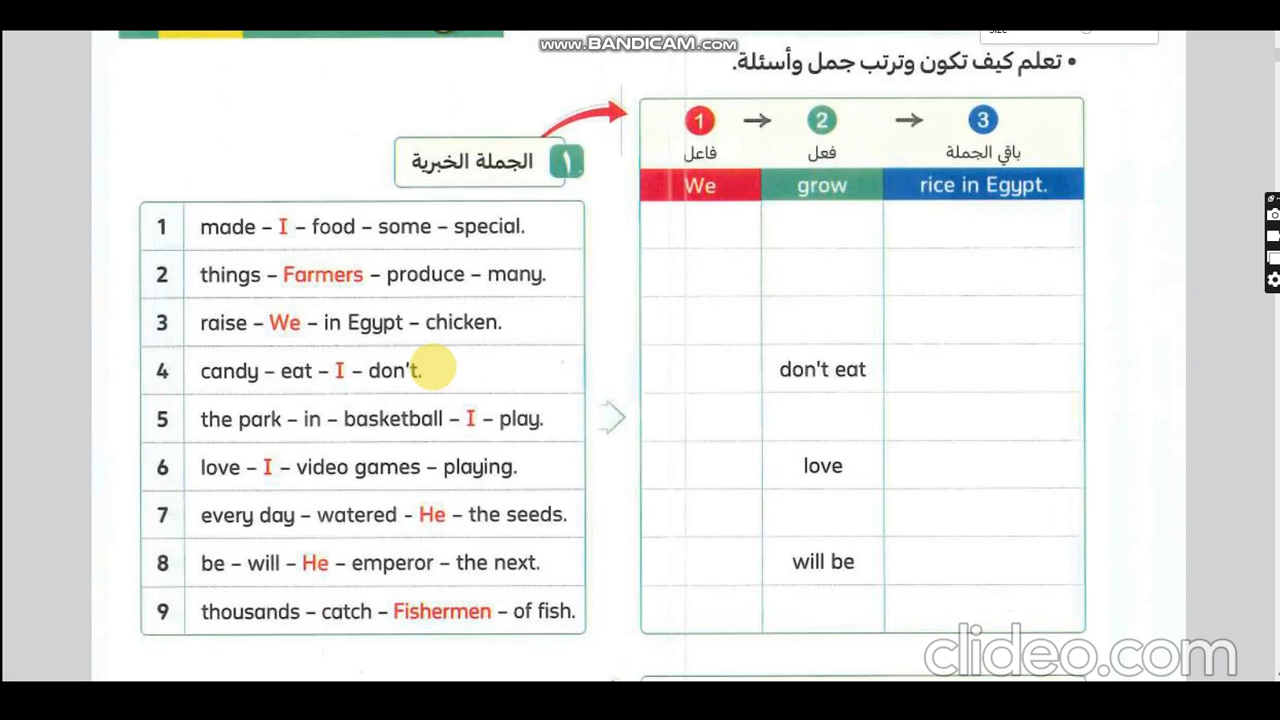 www.BANDICAM.com
• تعلم كيف تكون وترتب جمل وأسئلة.
١ الجملة الخبرية
1 → 2 → 3
فاعل فعل باقي الجملة
We grow rice in Egypt.
1 made – I – food – some – special.
2 things – Farmers – produce – many.
3 raise – We – in Egypt – chicken.
4 candy – eat – I – don't.
don't eat
5 the park – in – basketball – I – play.
6 love – I – video games – playing.
love
7 every day – watered - He – the seeds.
8 be – will – He – emperor – the next.
will be
9 thousands – catch – Fishermen – of fish.
clideo.com